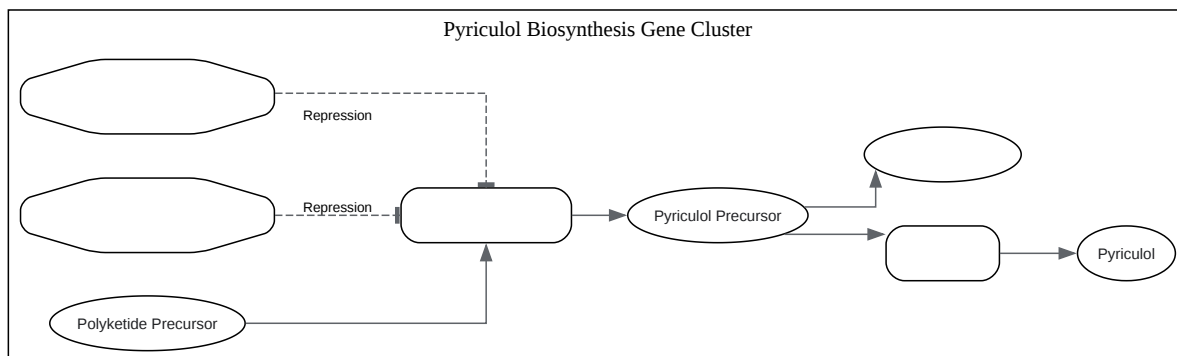 Pyriculol Biosynthesis Gene Cluster
Repression
Repression
Pyriculol Precursor
Pyriculol
Polyketide Precursor